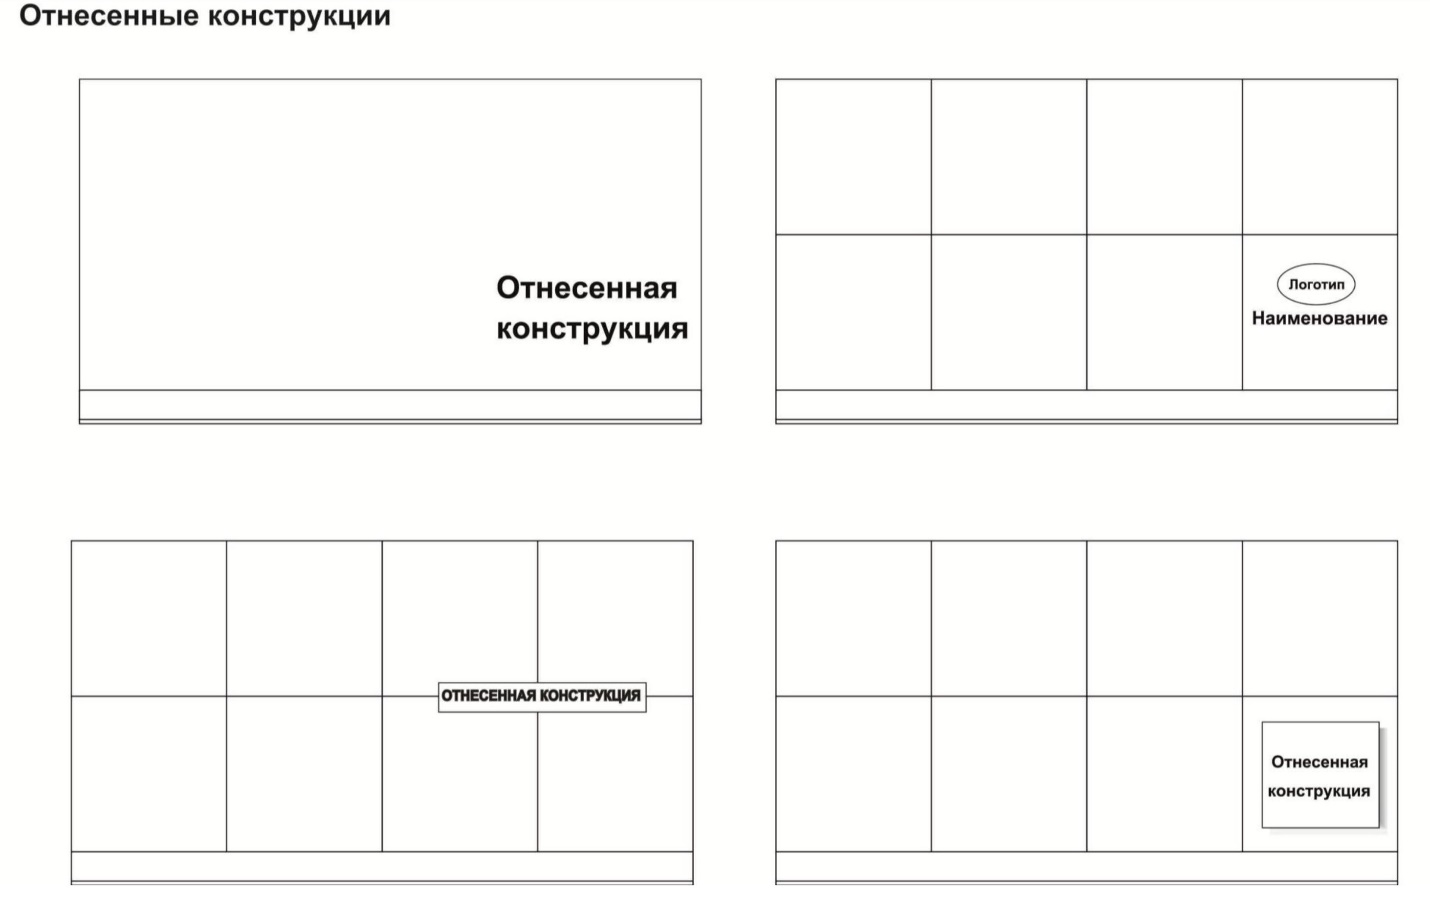 Отнесенные конструкции
Отнесенная
конструкция
Логотип
Наименование
ОТНЕСЕННАЯ КОНСТРУКЦИЯ
Отнесенная
конструкция